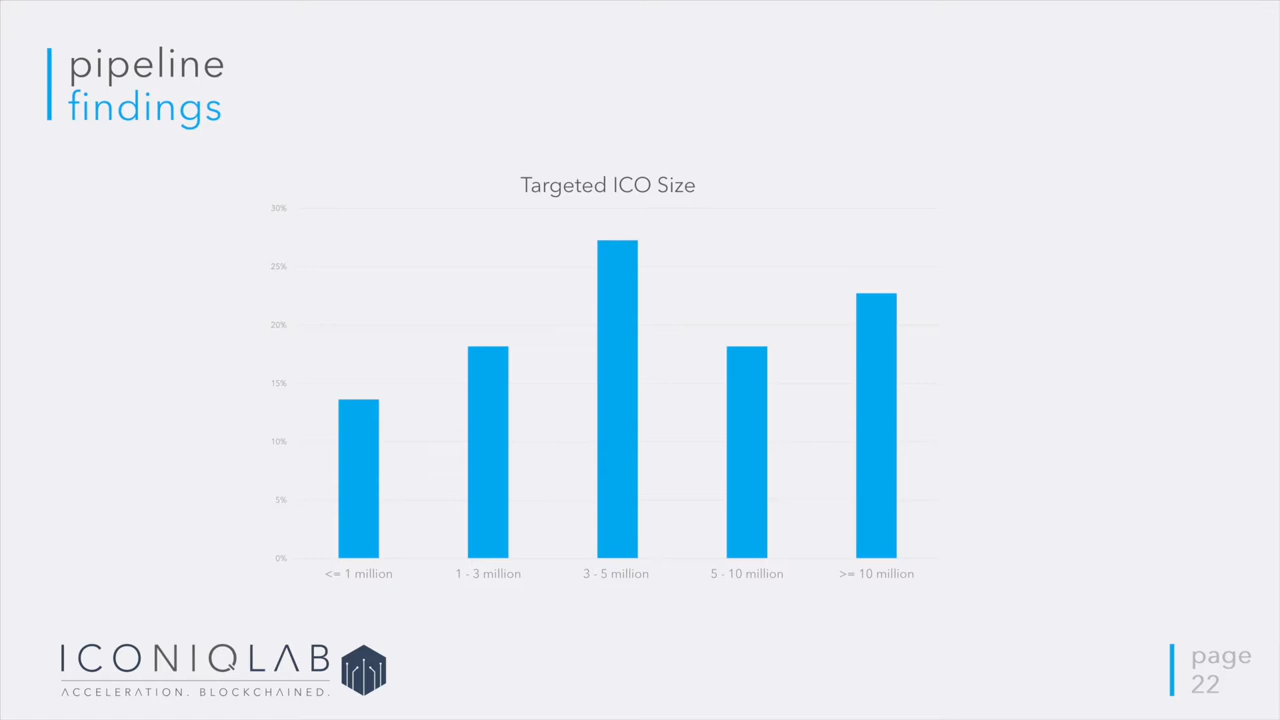 pipeline
findings
Targeted ICO Size
30%
25%
20%
15%
10%
5%
0%
<= 1 million
1 - 3 million
3 - 5 million
5 - 10 million
>= 10 million
ICONIQLAB
ACCELERATION. BLOCKCHAINED.
page
22